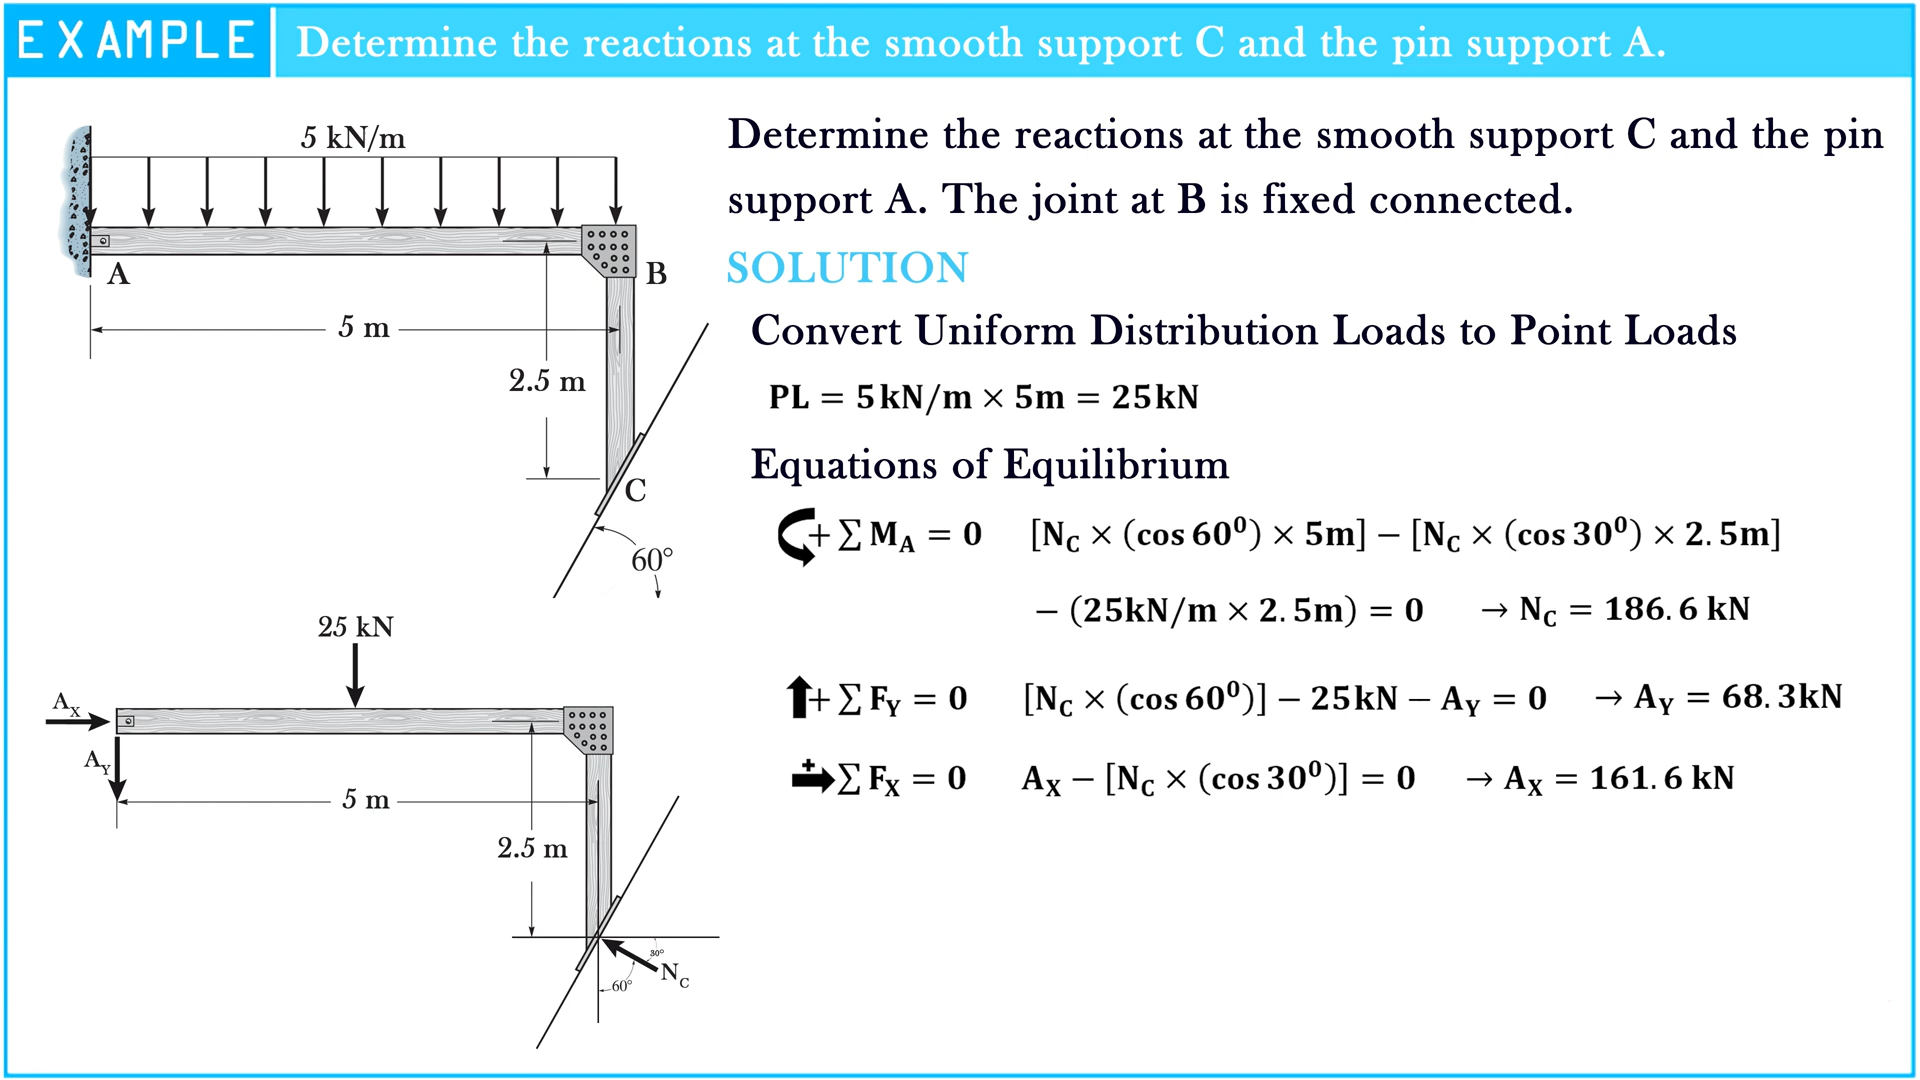 EXAMPLE Determine the reactions at the smooth support C and the pin support A.
Determine the reactions at the smooth support C and the pin
support A. The joint at B is fixed connected.
SOLUTION
Convert Uniform Distribution Loads to Point Loads
PL = 5kN/m × 5m = 25kN
Equations of Equilibrium
+ ∑ M_A = 0 [N_C × (cos 60⁰) × 5m] − [N_C × (cos 30⁰) × 2.5m]
− (25kN/m × 2.5m) = 0 → N_C = 186.6 kN
+ ∑ F_Y = 0 [N_C × (cos 60⁰)] − 25kN − A_Y = 0 → A_Y = 68.3kN
+ ∑ F_X = 0 A_X − [N_C × (cos 30⁰)] = 0 → A_X = 161.6 kN
5 kN/m
A
B
5 m
2.5 m
C
60°
25 kN
A_X
A_Y
5 m
2.5 m
30°
N_C
60°